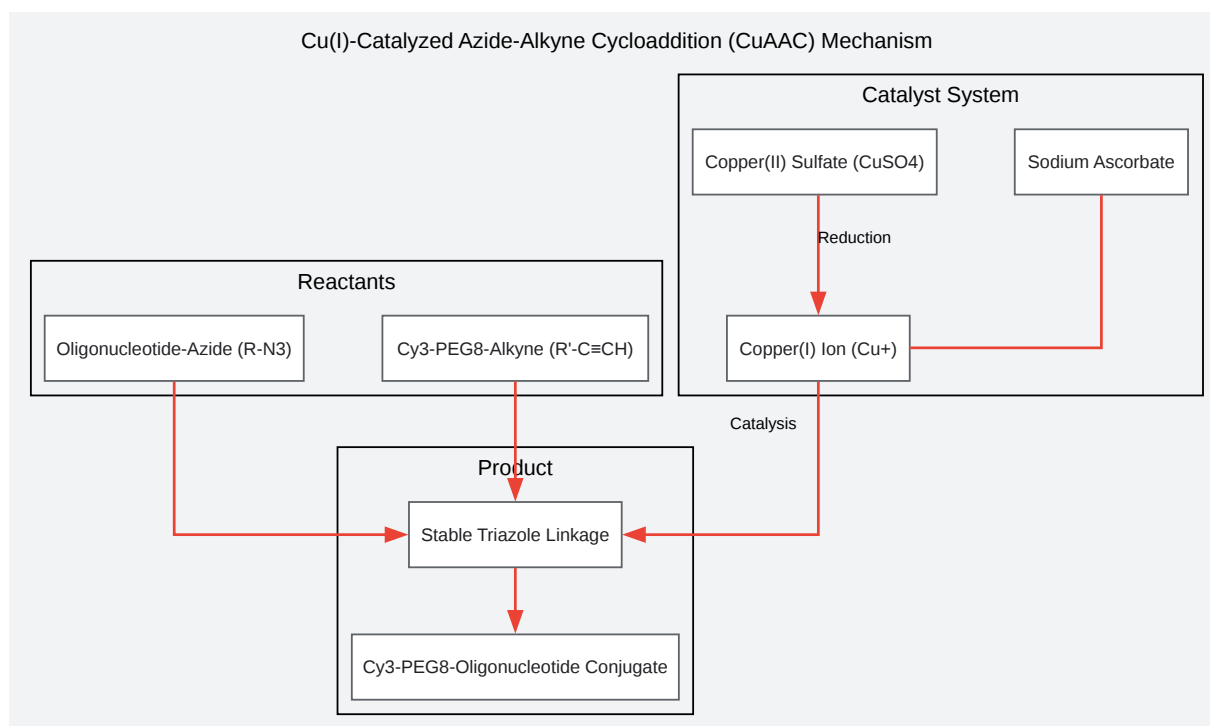 Cu(I)-Catalyzed Azide-Alkyne Cycloaddition (CuAAC) Mechanism
Catalyst System
Copper(II) Sulfate (CuSO4)
Sodium Ascorbate
Reduction
Reactants
Oligonucleotide-Azide (R-N3)
Cy3-PEG8-Alkyne (R'-C≡CH)
Copper(I) Ion (Cu+)
Catalysis
Product
Stable Triazole Linkage
Cy3-PEG8-Oligonucleotide Conjugate